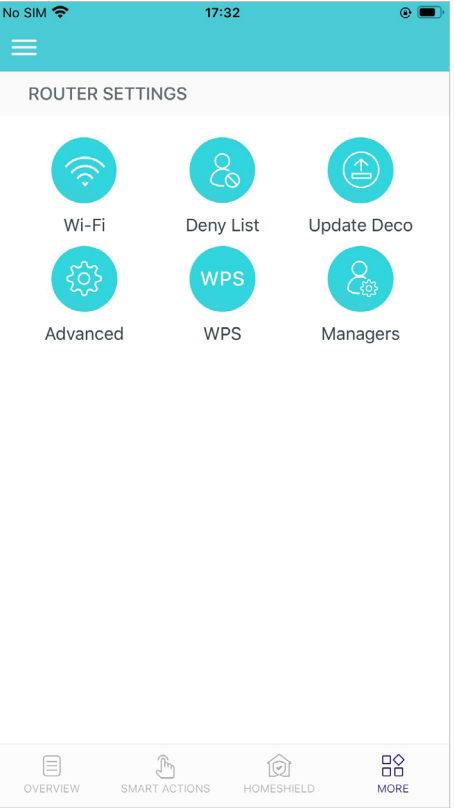 No SIM 17:32
ROUTER SETTINGS
Wi-Fi Deny List Update Deco
WPS
Advanced WPS Managers
OVERVIEW SMART ACTIONS HOMESHIELD MORE